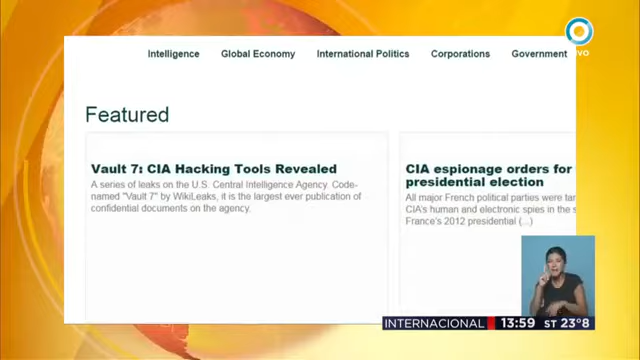 VO
Intelligence Global Economy International Politics Corporations Government
Featured
Vault 7: CIA Hacking Tools Revealed
A series of leaks on the U.S. Central Intelligence Agency. Code-
named "Vault 7" by WikiLeaks, it is the largest ever publication of
confidential documents on the agency.
CIA espionage orders for
presidential election
All major French political parties were tar
CIA's human and electronic spies in the s
France's 2012 presidential (...)
INTERNACIONAL 13:59 ST 23°8